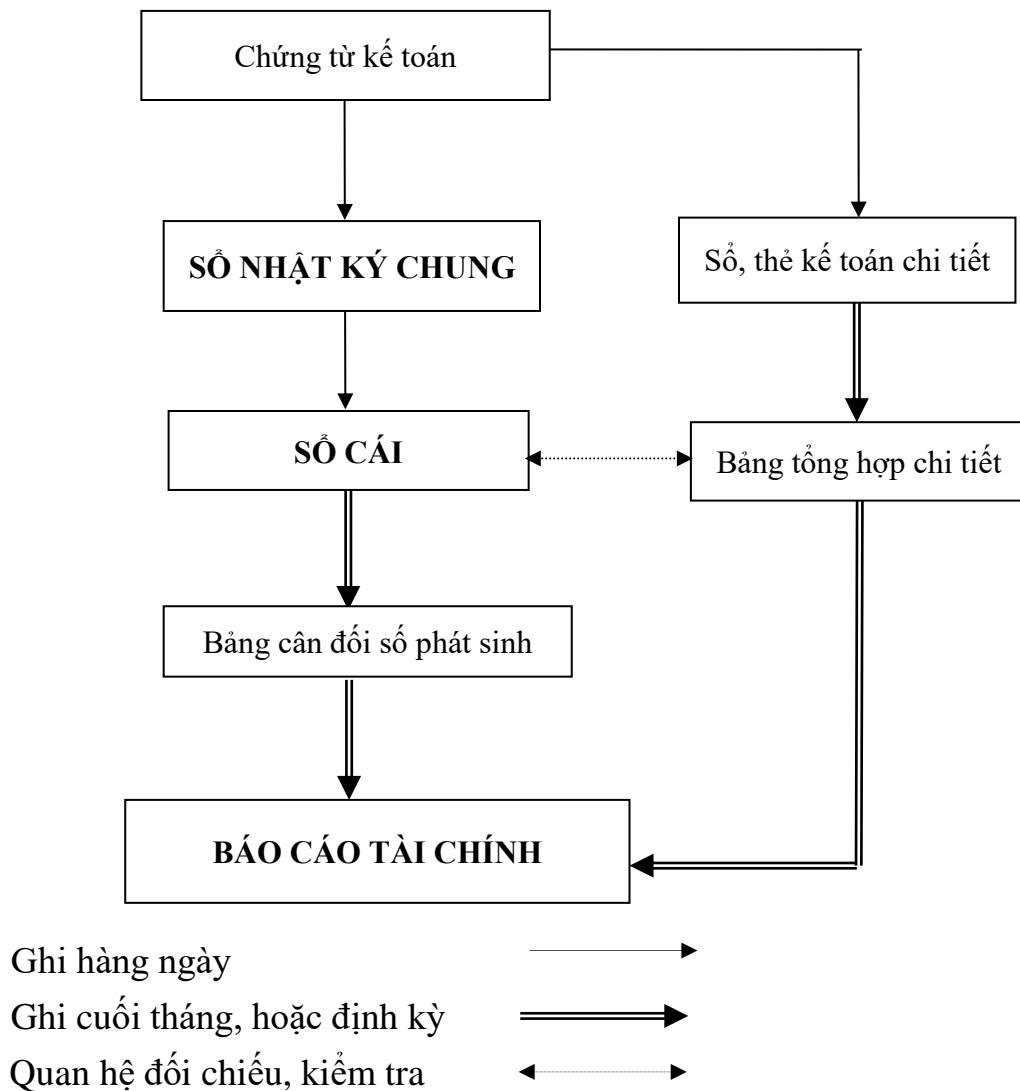 Chứng từ kế toán
SỔ NHẬT KÝ CHUNG
Sổ, thẻ kế toán chi tiết
SỔ CÁI
Bảng tổng hợp chi tiết
Bảng cân đối số phát sinh
BÁO CÁO TÀI CHÍNH
Ghi hàng ngày
Ghi cuối tháng, hoặc định kỳ
Quan hệ đối chiếu, kiểm tra